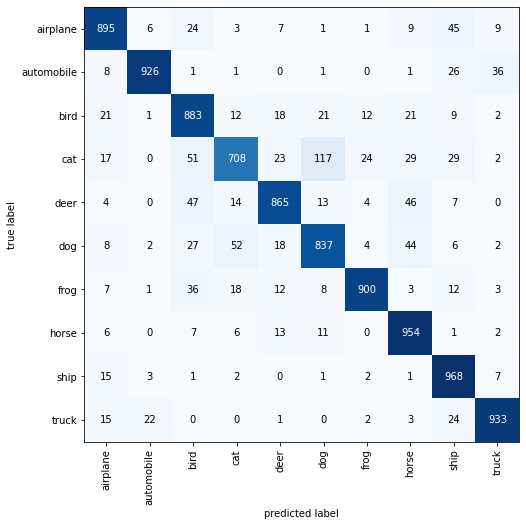 airplane 895 6 24 3 7 1 1 9 45 9
automobile 8 926 1 1 0 1 0 1 26 36
bird 21 1 883 12 18 21 12 21 9 2
cat 17 0 51 708 23 117 24 29 29 2
deer 4 0 47 14 865 13 4 46 7 0
dog 8 2 27 52 18 837 4 44 6 2
frog 7 1 36 18 12 8 900 3 12 3
horse 6 0 7 6 13 11 0 954 1 2
ship 15 3 1 2 0 1 2 1 968 7
truck 15 22 0 0 1 0 2 3 24 933
true label
airplane automobile bird cat deer dog frog horse ship truck
predicted label